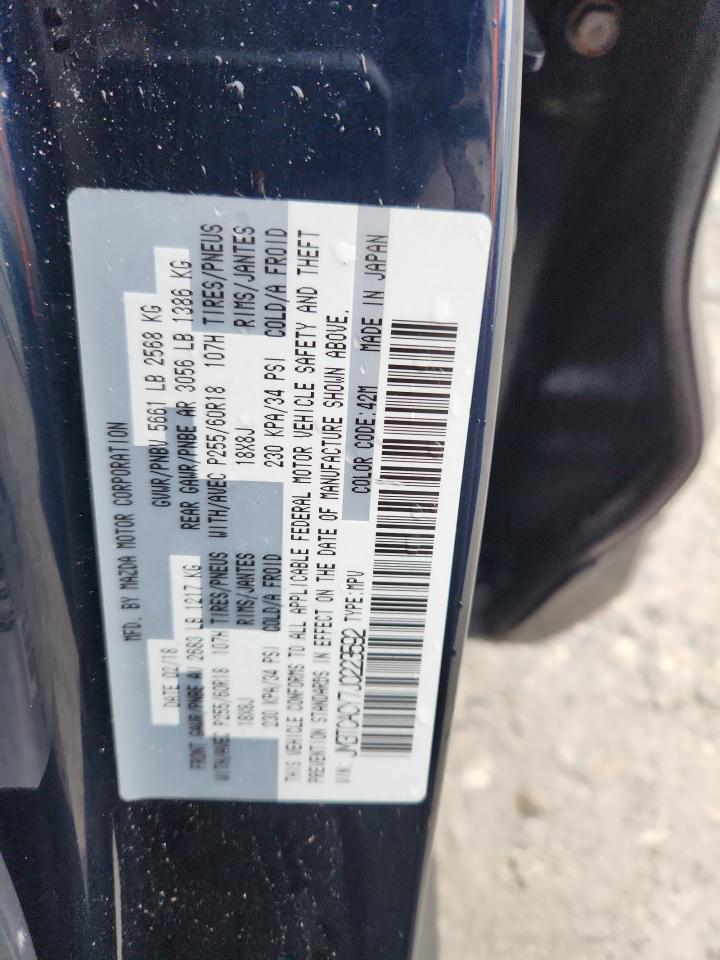 MFD. BY MAZDA MOTOR CORPORATION
DATE 02/18 GVWR/PNBV 5661 LB 2568 KG
FRONT GAWR/PNBE AV 2683 LB 1217 KG REAR GAWR/PNBE AR 3056 LB 1386 KG
WITH/AVEC P255/60R18 107H TIRES/PNEUS WITH/AVEC P255/60R18 107H TIRES/PNEUS
18X8J RIMS/JANTES 18X8J RIMS/JANTES
230 KPA/34 PSI COLD/A FROID 230 KPA/34 PSI COLD/A FROID
THIS VEHICLE CONFORMS TO ALL APPLICABLE FEDERAL MOTOR VEHICLE SAFETY AND THEFT
PREVENTION STANDARDS IN EFFECT ON THE DATE OF MANUFACTURE SHOWN ABOVE.
VIN: JM3TCACY7J0223592 TYPE:MPV COLOR CODE:42M MADE IN JAPAN